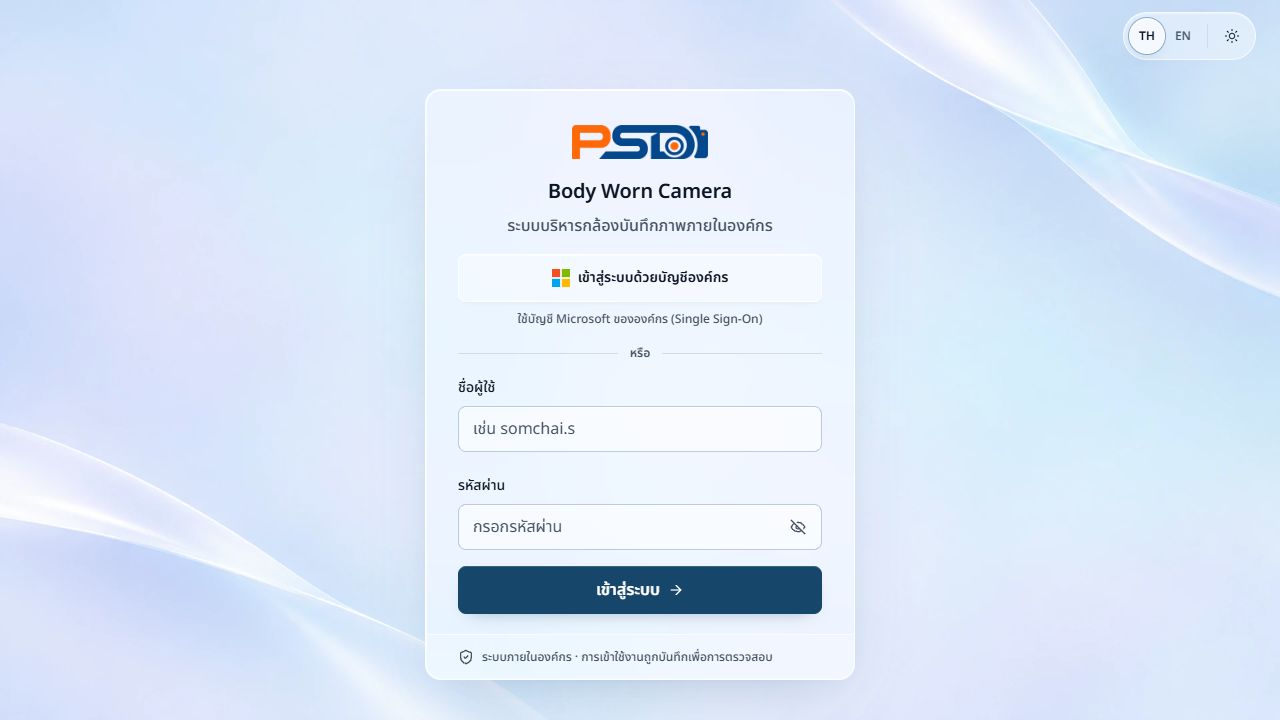 TH EN
PSD
Body Worn Camera
ระบบบริหารกล้องบันทึกภาพภายในองค์กร
เข้าสู่ระบบด้วยบัญชีองค์กร
ใช้บัญชี Microsoft ขององค์กร (Single Sign-On)
หรือ
ชื่อผู้ใช้
เช่น somchai.s
รหัสผ่าน
กรอกรหัสผ่าน
เข้าสู่ระบบ →
ระบบภายในองค์กร · การเข้าใช้งานถูกบันทึกเพื่อการตรวจสอบ